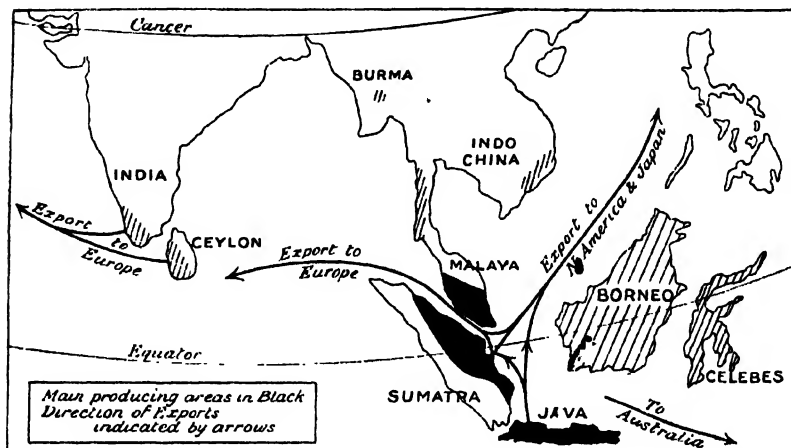 Cancer
BURMA
INDO
CHINA
INDIA
CEYLON
Export
to
Europe
Export to
Europe
MALAYA
Export to
N. America & Japan
BORNEO
Equator
CELEBES
SUMATRA
JAVA
To
Australia
Main producing areas in Black
Direction of Exports
indicated by arrows